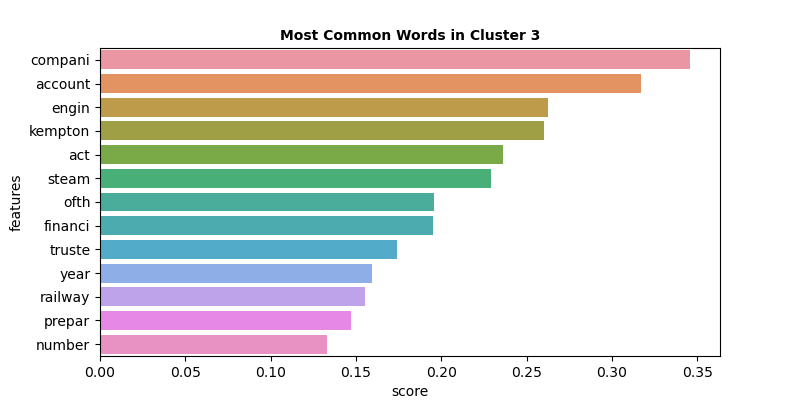 Most Common Words in Cluster 3
features
compani
account
engin
kempton
act
steam
ofth
financi
truste
year
railway
prepar
number
0.00 0.05 0.10 0.15 0.20 0.25 0.30 0.35
score